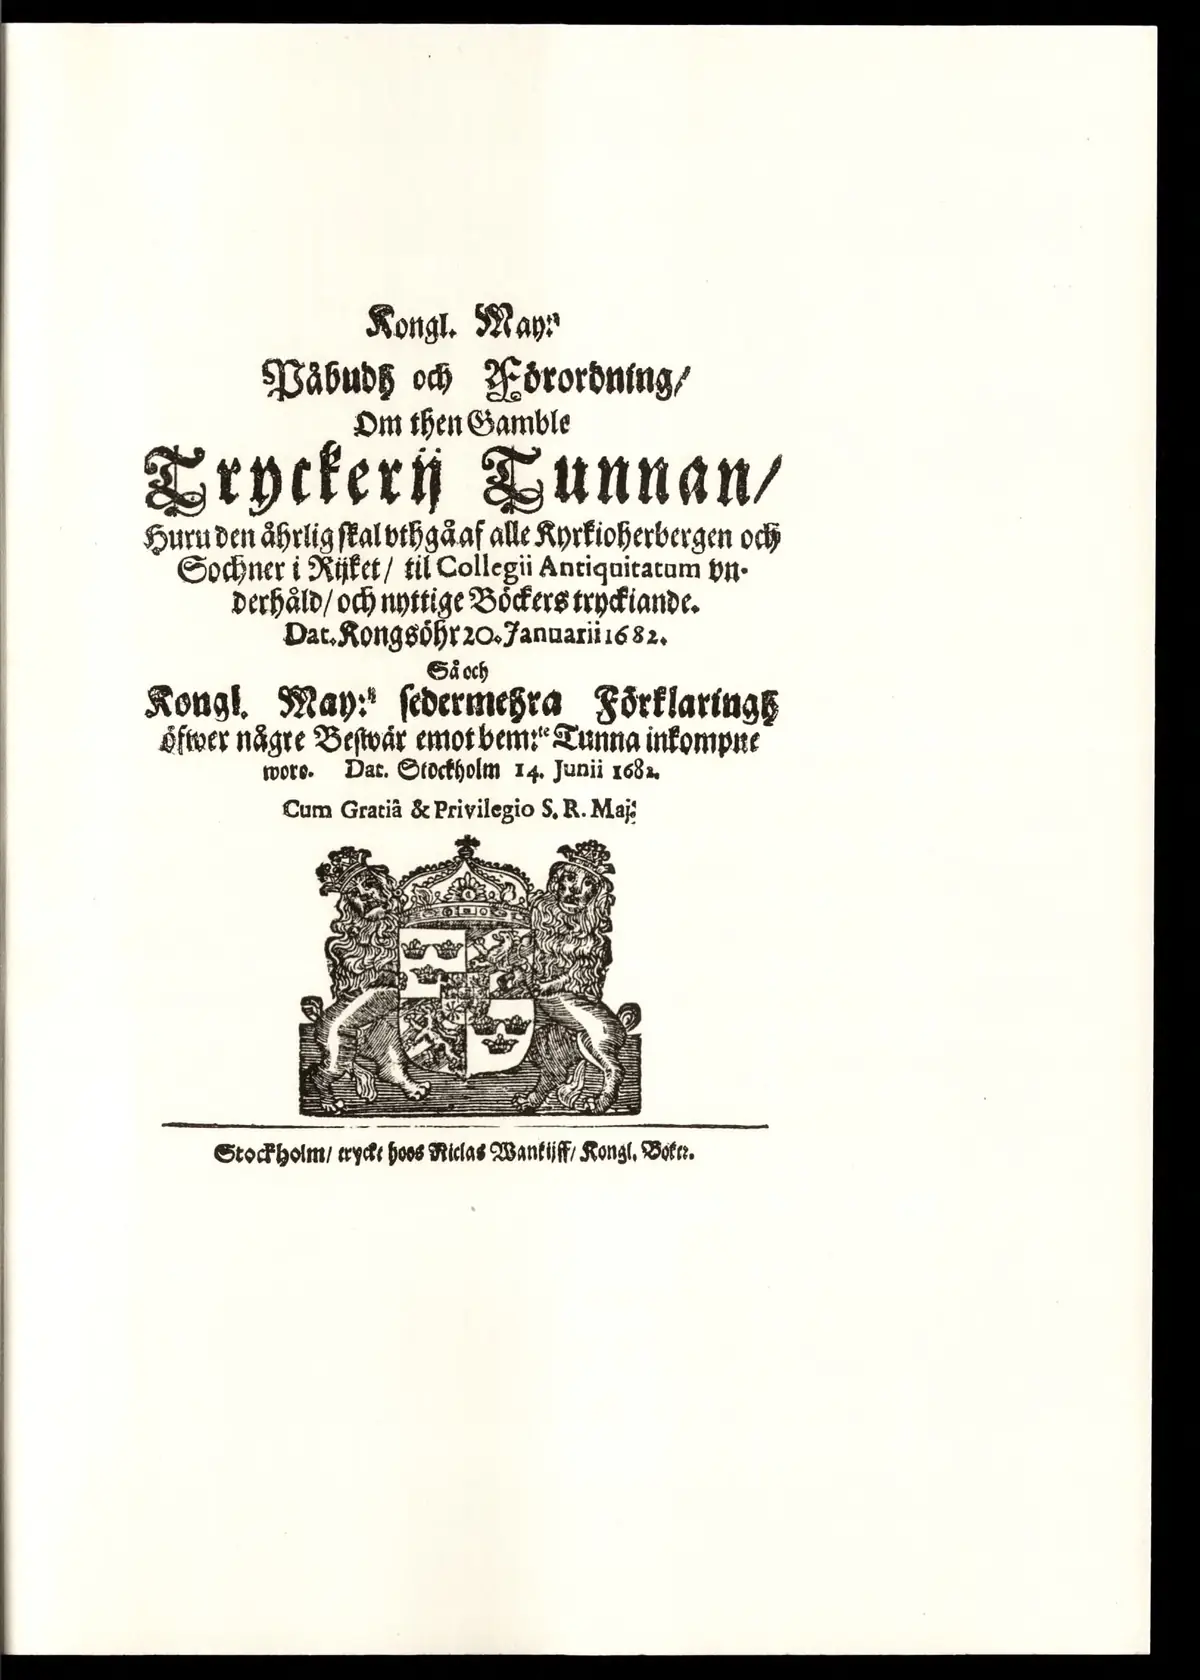 Kongl. May:ᵗˢ
Påbudh och Förordning/
Om then Gamble
Tryckerij Tunnan/
Huru den åhrlig skal vthgå af alle Kyrkioherbergen och
Sochner i Rijket/ til Collegii Antiquitatum vn-
derhåld/ och nyttige Böckers tryckiande.
Dat. Kongsöhr 20. Januarii 1682.
Så och
Kongl. May:ᵗˢ sedermehra Förklaringh
öfwer någre Beswär emot bem:ᵗᵉ Tunna inkompne
wore. Dat. Stockholm 14. Junii 1682.
Cum Gratiâ & Privilegio S. R. Maj:
Stockholm/ tryckt hoos Niclas Wankijff/ Kongl. Boktr.